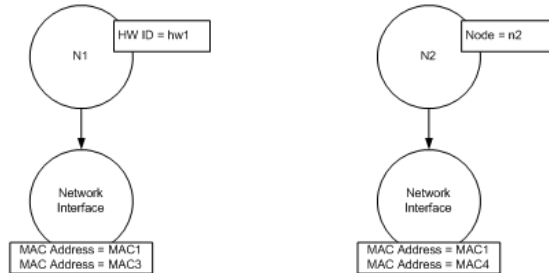 HW ID = hw1
N1
Network
Interface
MAC Address = MAC1
MAC Address = MAC3
Node = n2
N2
Network
Interface
MAC Address = MAC1
MAC Address = MAC4